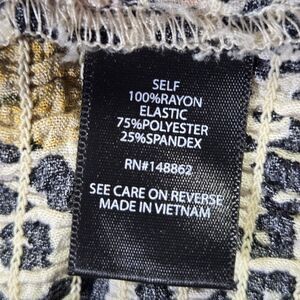 SELF
100%RAYON
ELASTIC
75%POLYESTER
25%SPANDEX
RN#148862
SEE CARE ON REVERSE
MADE IN VIETNAM